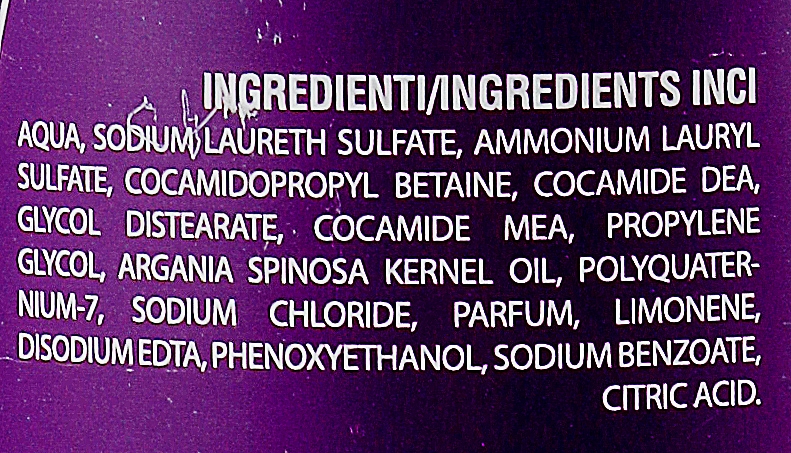 INGREDIENTI/INGREDIENTS INCI
AQUA, SODIUM LAURETH SULFATE, AMMONIUM LAURYL
SULFATE, COCAMIDOPROPYL BETAINE, COCAMIDE DEA,
GLYCOL DISTEARATE, COCAMIDE MEA, PROPYLENE
GLYCOL, ARGANIA SPINOSA KERNEL OIL, POLYQUATER-
NIUM-7, SODIUM CHLORIDE, PARFUM, LIMONENE,
DISODIUM EDTA, PHENOXYETHANOL, SODIUM BENZOATE,
CITRIC ACID.